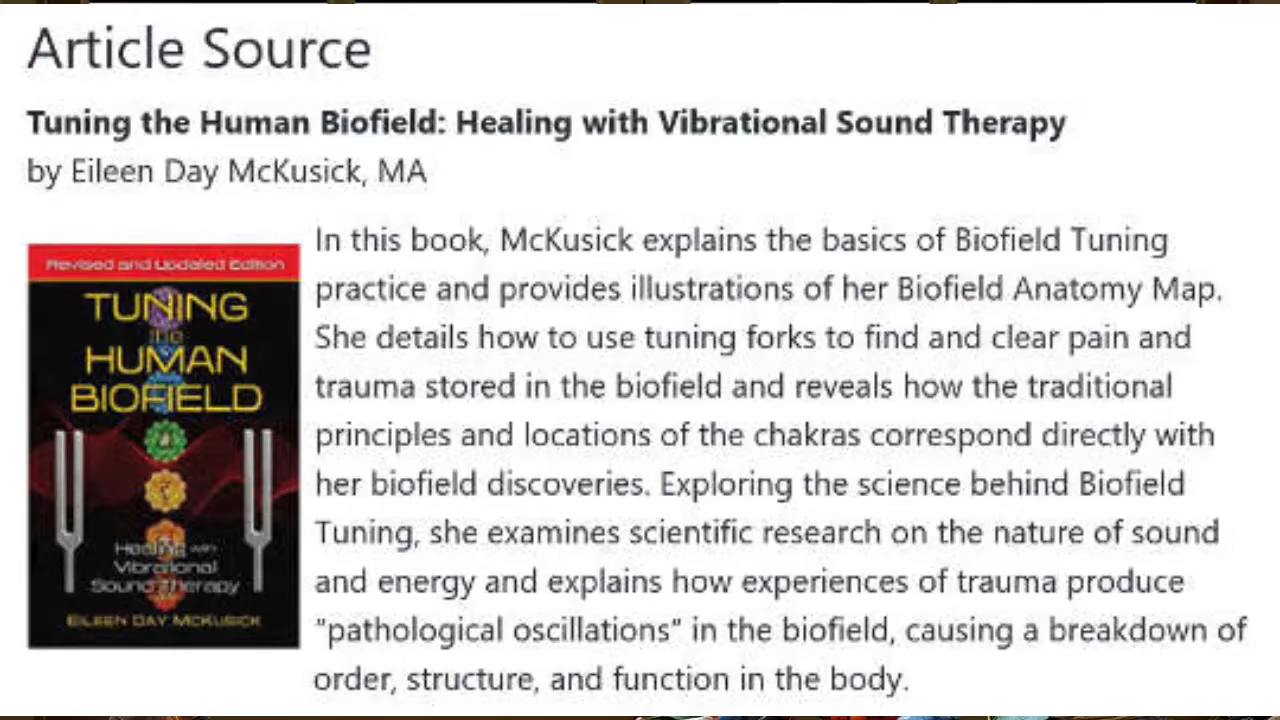 Article Source
Tuning the Human Biofield: Healing with Vibrational Sound Therapy
by Eileen Day McKusick, MA
Revised and Updated Edition
TUNING
the
HUMAN
BIOFIELD
Healing with
Vibrational
Sound Therapy
EILEEN DAY MCKUSICK
In this book, McKusick explains the basics of Biofield Tuning
practice and provides illustrations of her Biofield Anatomy Map.
She details how to use tuning forks to find and clear pain and
trauma stored in the biofield and reveals how the traditional
principles and locations of the chakras correspond directly with
her biofield discoveries. Exploring the science behind Biofield
Tuning, she examines scientific research on the nature of sound
and energy and explains how experiences of trauma produce
"pathological oscillations" in the biofield, causing a breakdown of
order, structure, and function in the body.